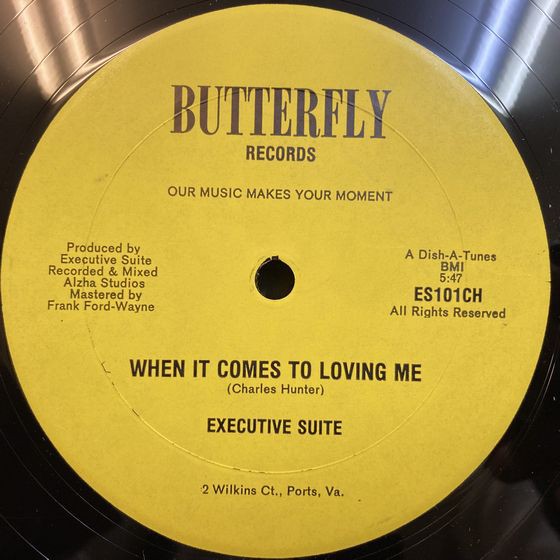 BUTTERFLY
RECORDS
OUR MUSIC MAKES YOUR MOMENT
Produced by
Executive Suite
Recorded & Mixed
Alzha Studios
Mastered by
Frank Ford-Wayne
A Dish-A-Tunes
BMI
5:47
ES101CH
All Rights Reserved
WHEN IT COMES TO LOVING ME
(Charles Hunter)
EXECUTIVE SUITE
2 Wilkins Ct., Ports, Va.